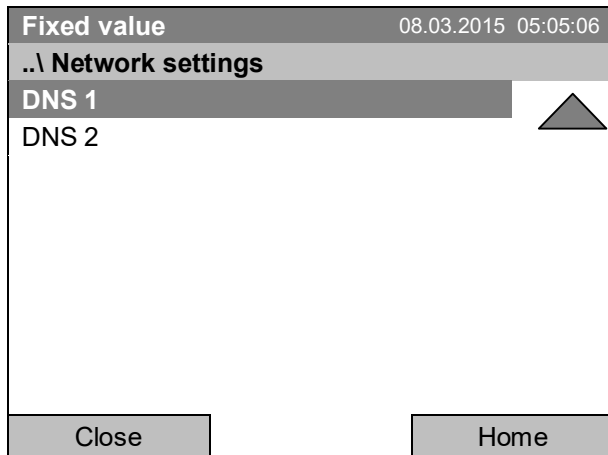 Fixed value 08.03.2015 05:05:06
..\ Network settings
DNS 1
DNS 2
Close Home